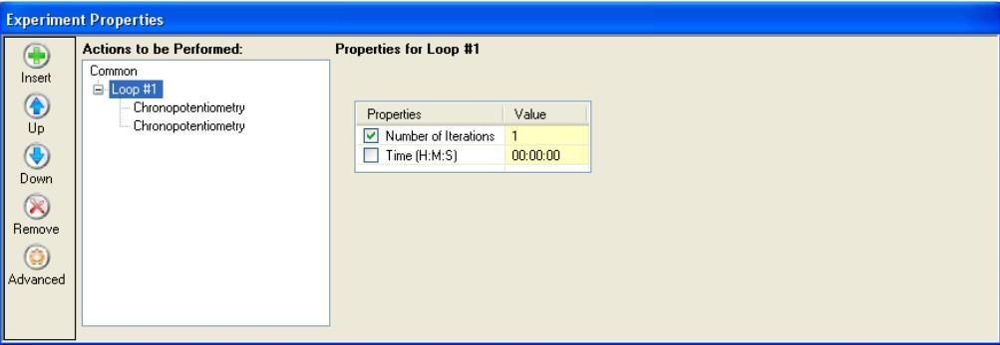 Experiment Properties
Insert
Up
Down
Remove
Advanced
Actions to be Performed:
Common
Loop #1
Chronopotentiometry
Chronopotentiometry
Properties for Loop #1
Properties Value
Number of Iterations 1
Time (H:M:S) 00:00:00